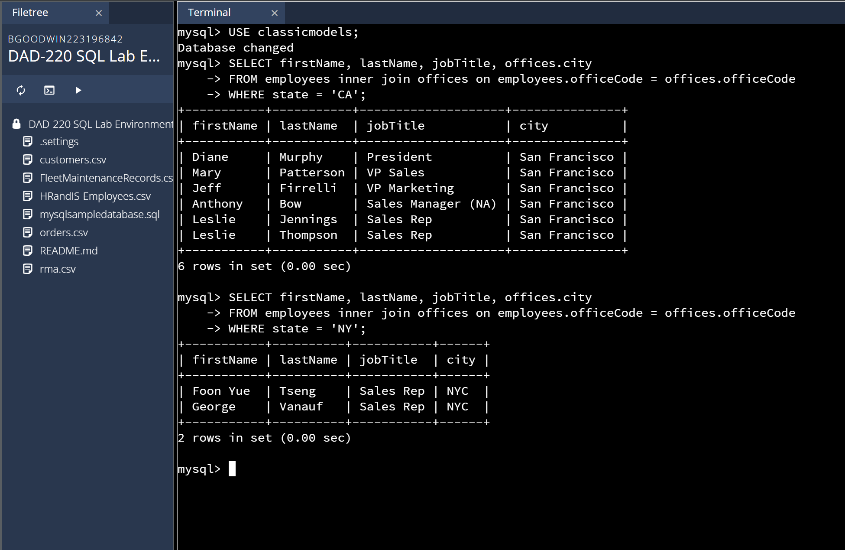 Filetree ×
BGOODWIN223196842
DAD-220 SQL Lab E...
DAD 220 SQL Lab Environment
.settings
customers.csv
FleetMaintenanceRecords.cs
HRandIS Employees.csv
mysqlsampledatabase.sql
orders.csv
README.md
rma.csv
Terminal ×
mysql> USE classicmodels;
Database changed
mysql> SELECT firstName, lastName, jobTitle, offices.city
    -> FROM employees inner join offices on employees.officeCode = offices.officeCode
    -> WHERE state = 'CA';
+-----------+-----------+--------------------+---------------+
| firstName | lastName  | jobTitle           | city          |
+-----------+-----------+--------------------+---------------+
| Diane     | Murphy    | President          | San Francisco |
| Mary      | Patterson | VP Sales           | San Francisco |
| Jeff      | Firrelli  | VP Marketing       | San Francisco |
| Anthony   | Bow       | Sales Manager (NA) | San Francisco |
| Leslie    | Jennings  | Sales Rep          | San Francisco |
| Leslie    | Thompson  | Sales Rep          | San Francisco |
+-----------+-----------+--------------------+---------------+
6 rows in set (0.00 sec)
mysql> SELECT firstName, lastName, jobTitle, offices.city
    -> FROM employees inner join offices on employees.officeCode = offices.officeCode
    -> WHERE state = 'NY';
+-----------+----------+-----------+------+
| firstName | lastName | jobTitle  | city |
+-----------+----------+-----------+------+
| Foon Yue  | Tseng    | Sales Rep | NYC  |
| George    | Vanauf   | Sales Rep | NYC  |
+-----------+----------+-----------+------+
2 rows in set (0.00 sec)
mysql>